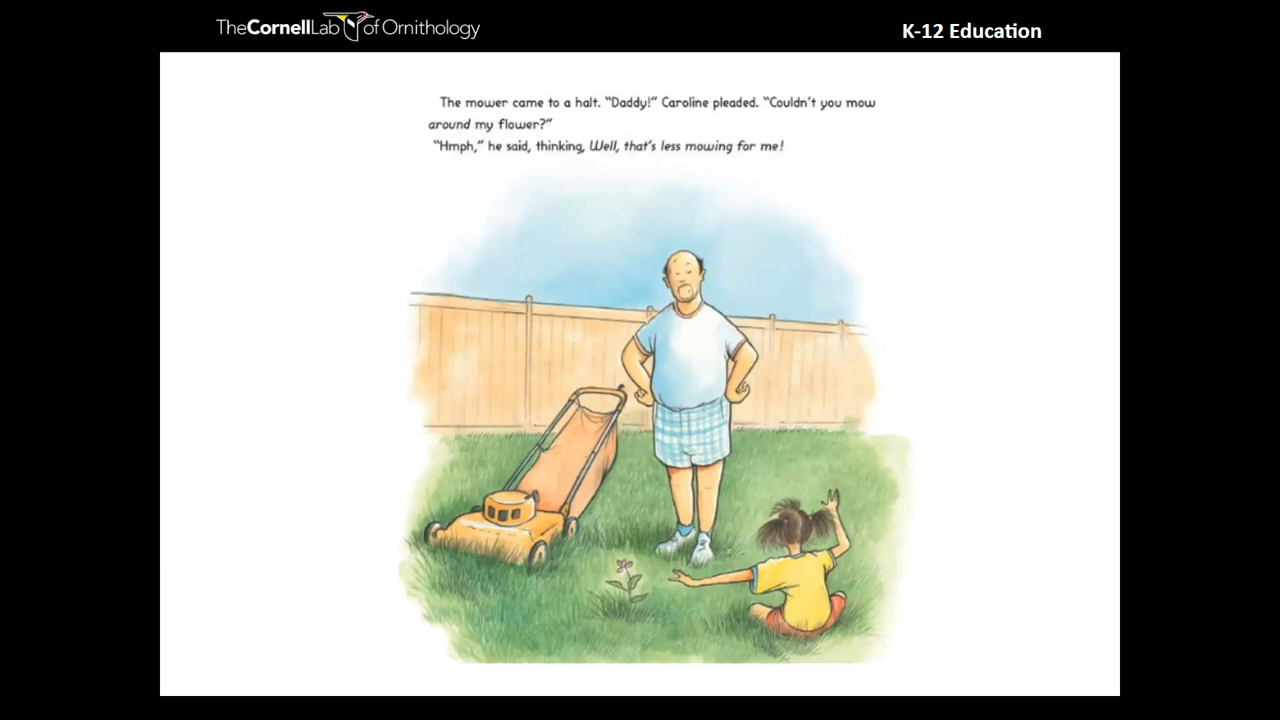 TheCornellLab of Ornithology
K-12 Education
The mower came to a halt. “Daddy!” Caroline pleaded. “Couldn’t you mow
around my flower?”
“Hmph,” he said, thinking, Well, that’s less mowing for me!